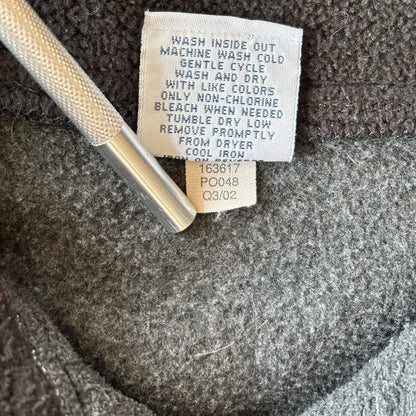 WASH INSIDE OUT
MACHINE WASH COLD
GENTLE CYCLE
WASH AND DRY
WITH LIKE COLORS
ONLY NON-CHLORINE
BLEACH WHEN NEEDED
TUMBLE DRY LOW
REMOVE PROMPTLY
FROM DRYER
COOL IRON
163617
PO048
Q3/02